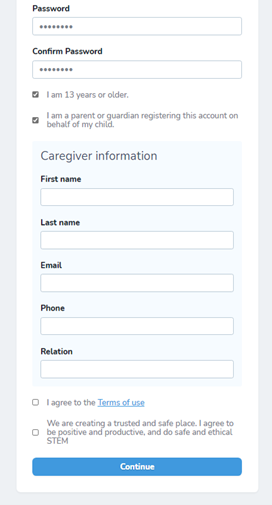 Password
********
Confirm Password
********
I am 13 years or older.
I am a parent or guardian registering this account on
behalf of my child.
Caregiver information
First name
Last name
Email
Phone
Relation
I agree to the Terms of use
We are creating a trusted and safe place. I agree to
be positive and productive, and do safe and ethical
STEM
Continue